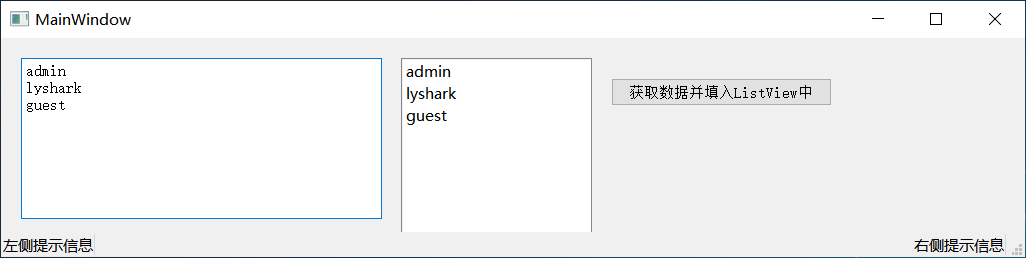 MainWindow
admin
lyshark
guest
admin
lyshark
guest
获取数据并填入ListView中
左侧提示信息
右侧提示信息